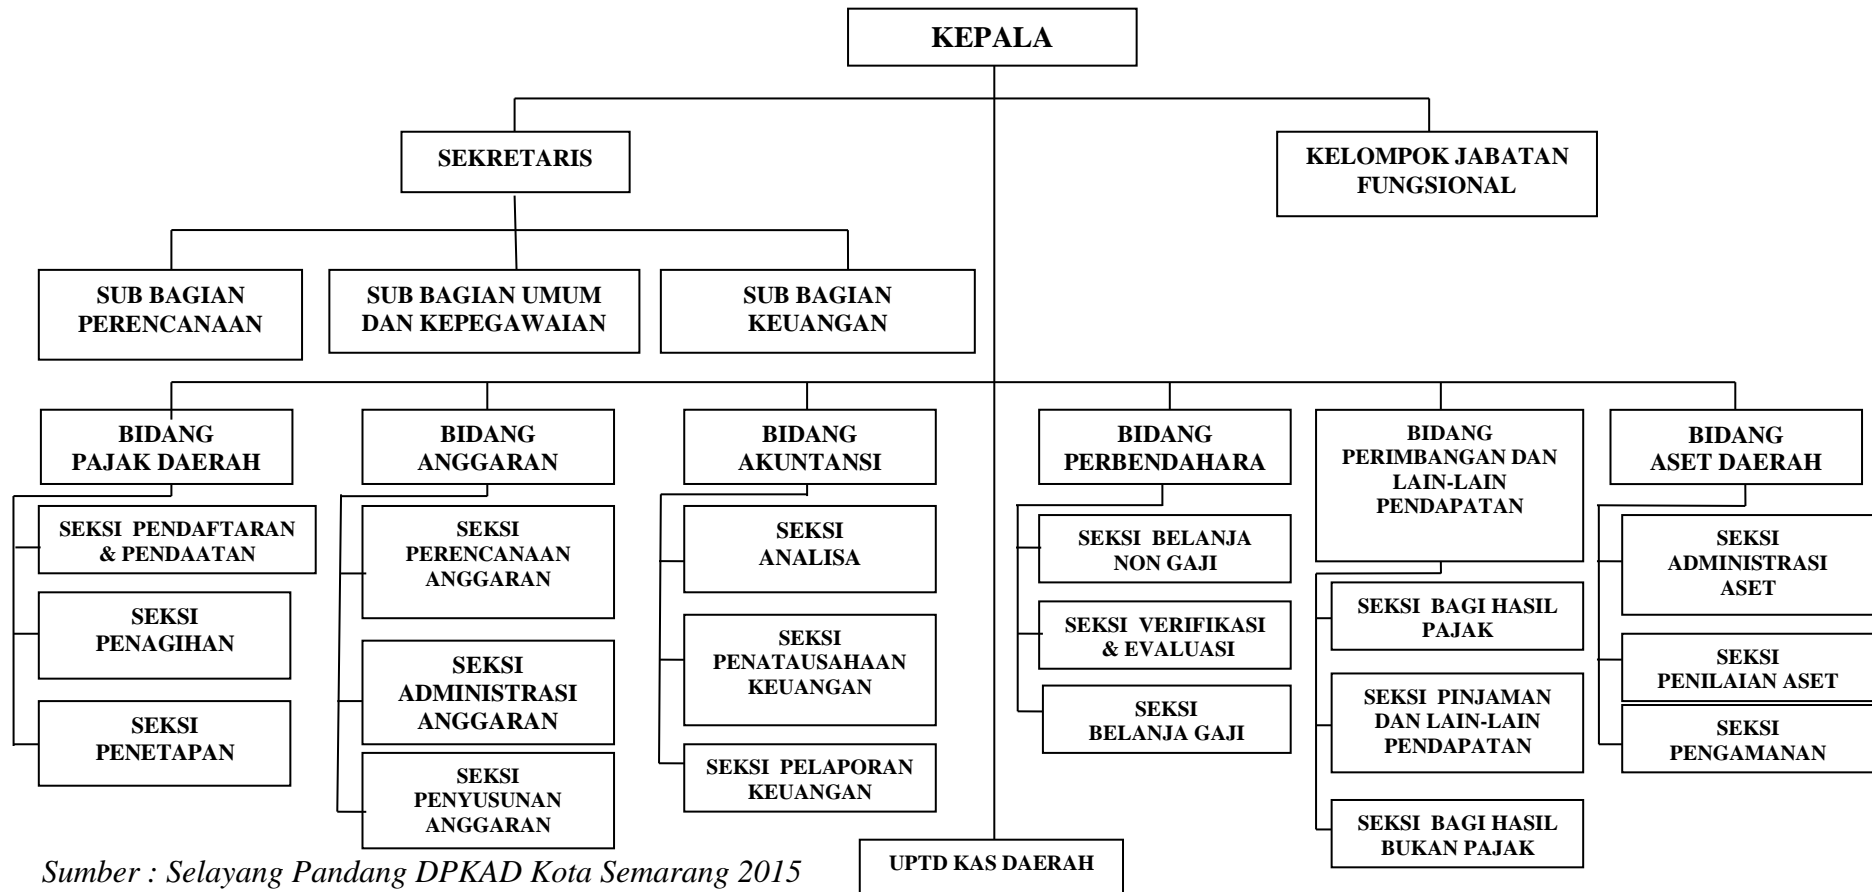 KEPALA
SEKRETARIS
KELOMPOK JABATAN
FUNGSIONAL
SUB BAGIAN
PERENCANAAN
SUB BAGIAN UMUM
DAN KEPEGAWAIAN
SUB BAGIAN
KEUANGAN
BIDANG
PAJAK DAERAH
BIDANG
ANGGARAN
BIDANG
AKUNTANSI
BIDANG
PERBENDAHARA
BIDANG
PERIMBANGAN DAN
LAIN-LAIN
PENDAPATAN
BIDANG
ASET DAERAH
SEKSI PENDAFTARAN
& PENDAATAN
SEKSI
PENAGIHAN
SEKSI
PENETAPAN
SEKSI
PERENCANAAN
ANGGARAN
SEKSI
ADMINISTRASI
ANGGARAN
SEKSI
PENYUSUNAN
ANGGARAN
SEKSI
ANALISA
SEKSI
PENATAUSAHAAN
KEUANGAN
SEKSI PELAPORAN
KEUANGAN
SEKSI BELANJA
NON GAJI
SEKSI VERIFIKASI
& EVALUASI
SEKSI
BELANJA GAJI
SEKSI BAGI HASIL
PAJAK
SEKSI PINJAMAN
DAN LAIN-LAIN
PENDAPATAN
SEKSI BAGI HASIL
BUKAN PAJAK
SEKSI
ADMINISTRASI
ASET
SEKSI
PENILAIAN ASET
SEKSI
PENGAMANAN
UPTD KAS DAERAH
Sumber : Selayang Pandang DPKAD Kota Semarang 2015